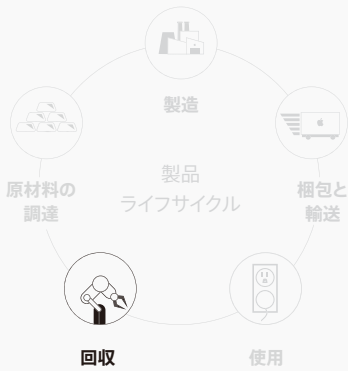 製造
原材料の
調達
製品
ライフサイクル
梱包と
輸送
回収
使用